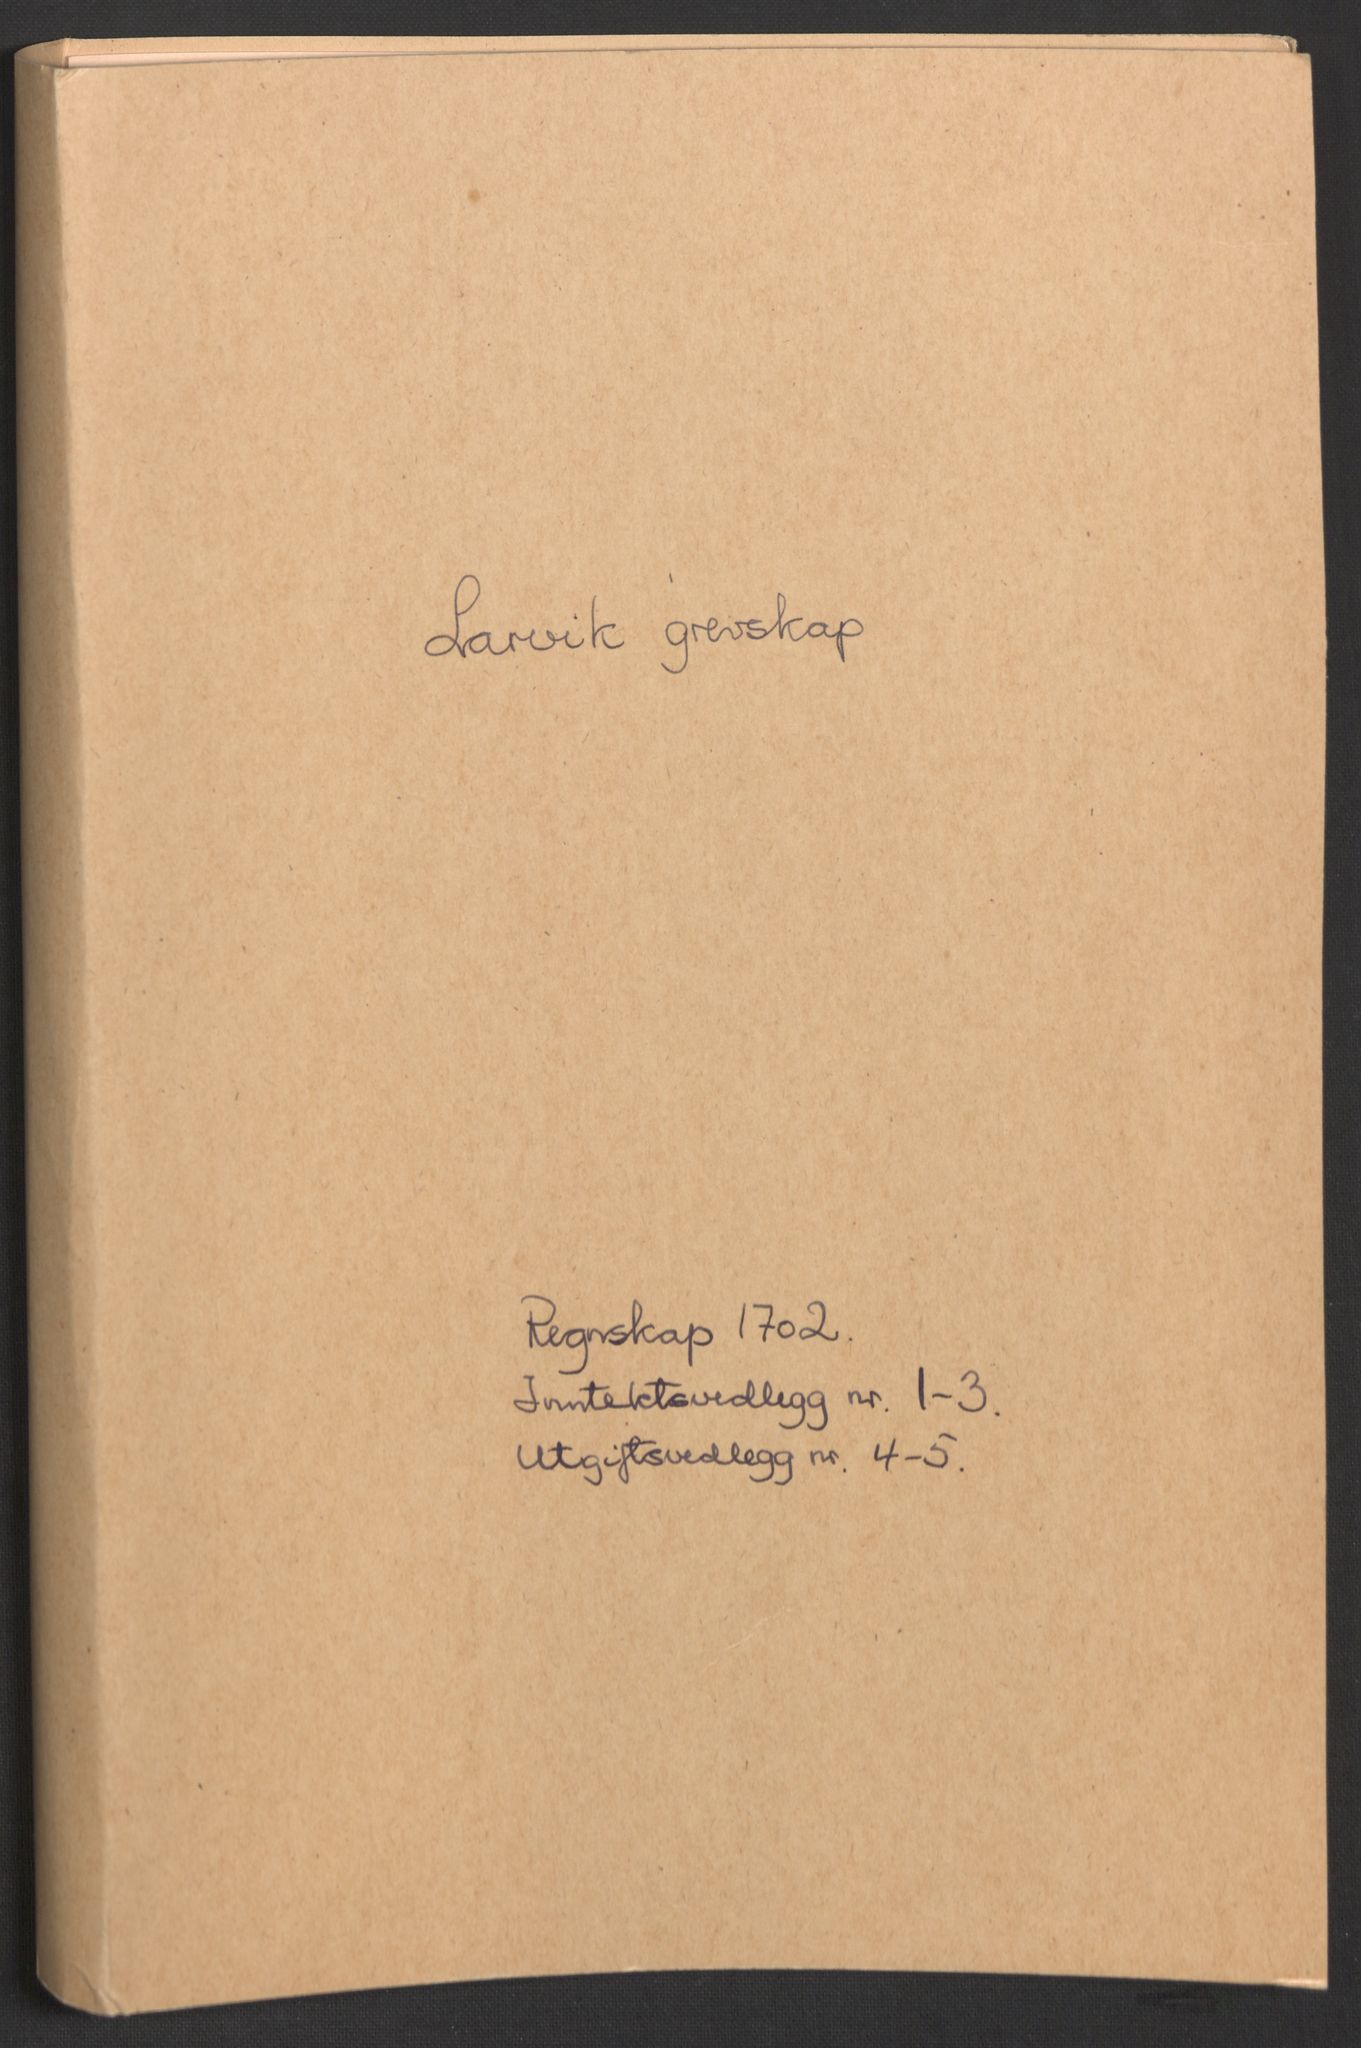 Larvik grevskap
Regnskap 1702.
Inntektsvedlegg nr. 1-3.
Utgiftsvedlegg nr. 4-5.